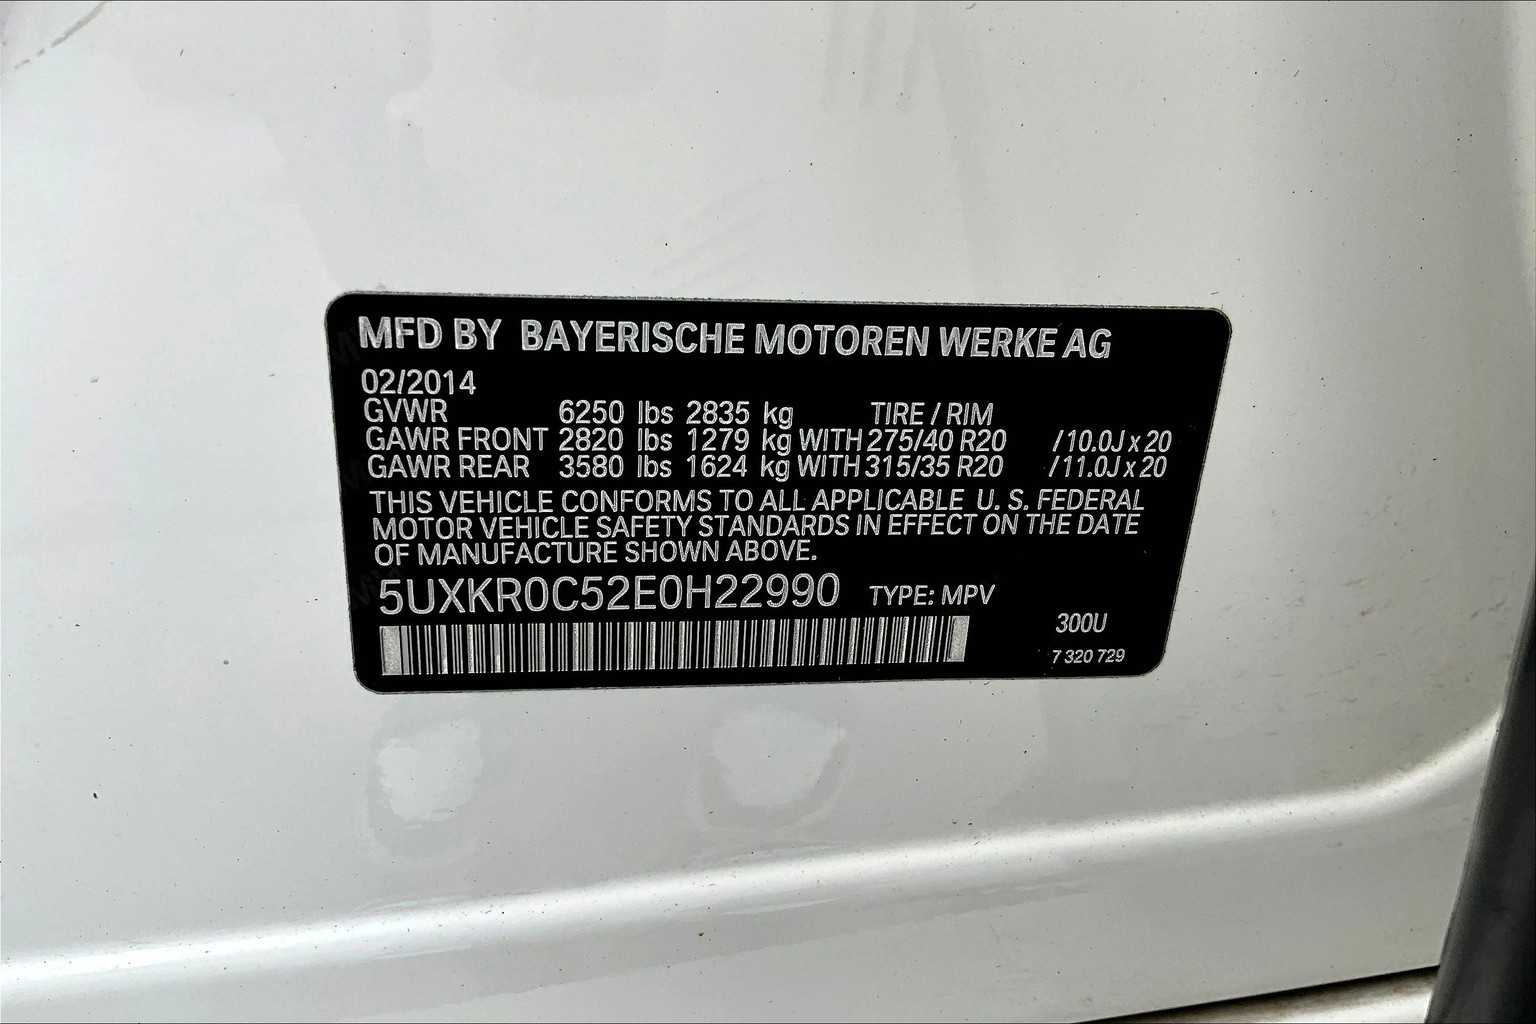 MFD BY BAYERISCHE MOTOREN WERKE AG
02/2014
GVWR 6250 lbs 2835 kg TIRE / RIM
GAWR FRONT 2820 lbs 1279 kg WITH 275/40 R20 /10.0J x 20
GAWR REAR 3580 lbs 1624 kg WITH 315/35 R20 /11.0J x 20
THIS VEHICLE CONFORMS TO ALL APPLICABLE U. S. FEDERAL
MOTOR VEHICLE SAFETY STANDARDS IN EFFECT ON THE DATE
OF MANUFACTURE SHOWN ABOVE.
5UXKR0C52E0H22990 TYPE: MPV
300U
7 320 729